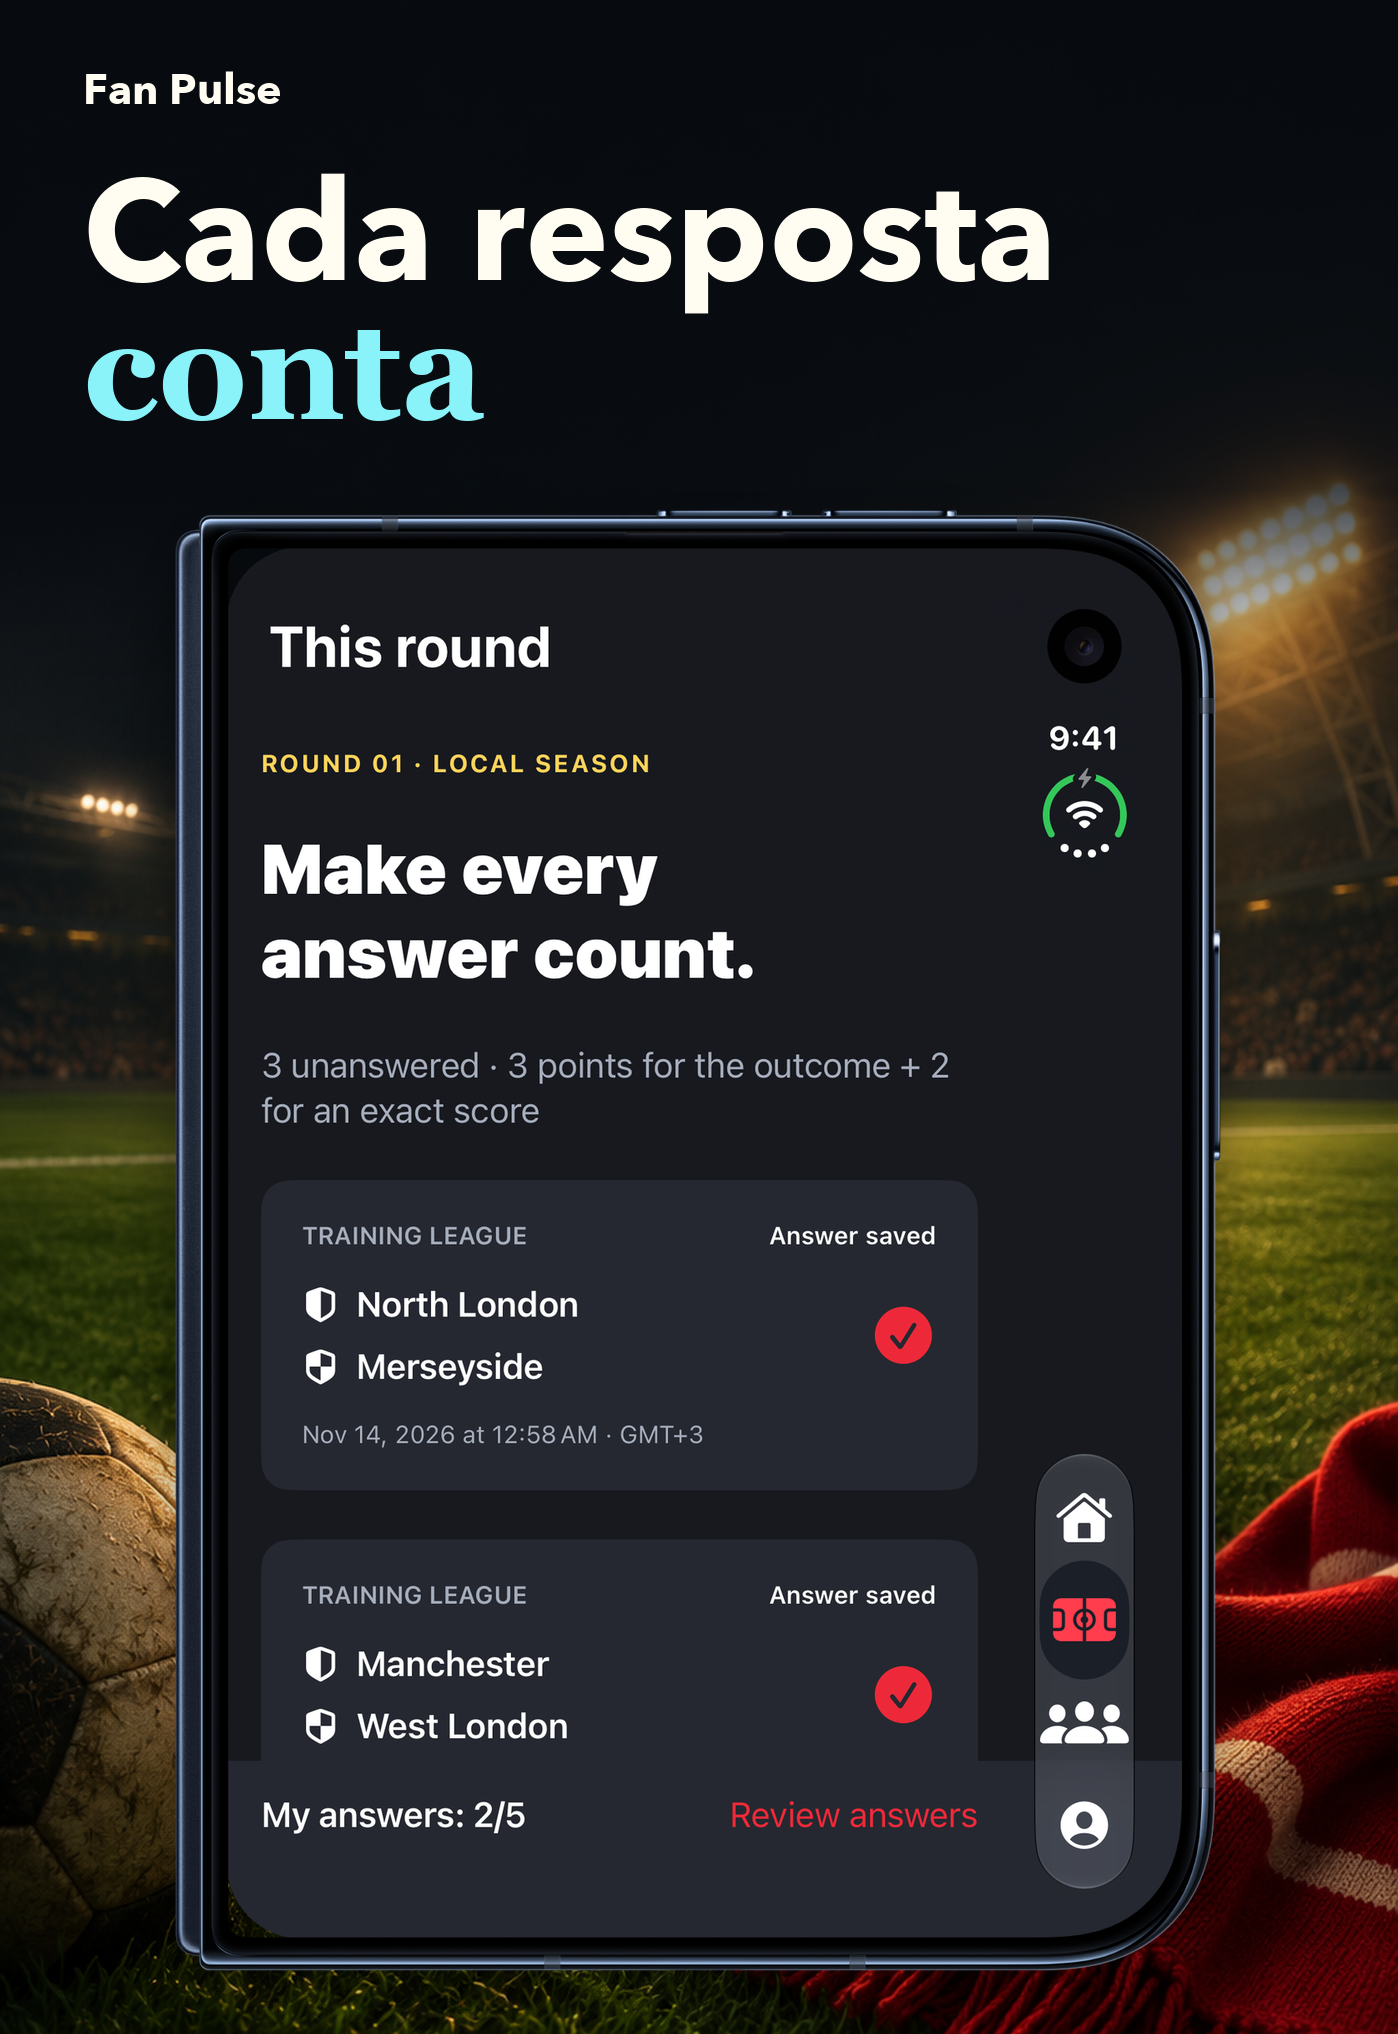 Fan Pulse
Cada resposta
conta
This round
9:41
ROUND 01 · LOCAL SEASON
Make every
answer count.
3 unanswered · 3 points for the outcome + 2
for an exact score
TRAINING LEAGUE
Answer saved
North London
Merseyside
Nov 14, 2026 at 12:58 AM · GMT+3
TRAINING LEAGUE
Answer saved
Manchester
West London
My answers: 2/5
Review answers